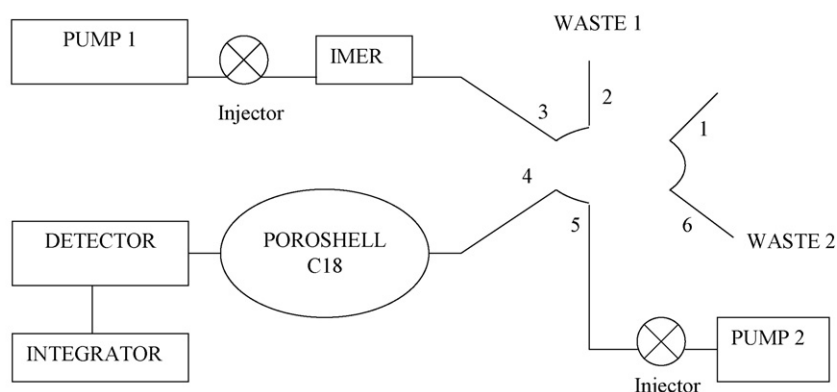 WASTE 1
PUMP 1
IMER
Injector
2
3
1
4
5
6
WASTE 2
DETECTOR
POROSHELL
C18
INTEGRATOR
PUMP 2
Injector